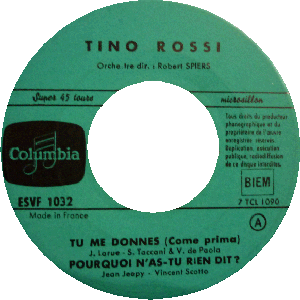 TINO ROSSI
Orchestre dir. : Robert SPIERS
Super 45 tours
microsillon
Tous droits du producteur
phonographique et du
propriétaire de l'œuvre
enregistrée réservés.
Duplication, exécution
publique, radiodiffusion
de ce disque interdites.
Columbia
ESVF 1032
BIEM
7 TCL 1090
Made in France
A
TU ME DONNES (Come prima)
J. Larue - S. Tacconi & V. de Paola
POURQUOI N'AS-TU RIEN DIT?
Jean Jeepy - Vincent Scotto